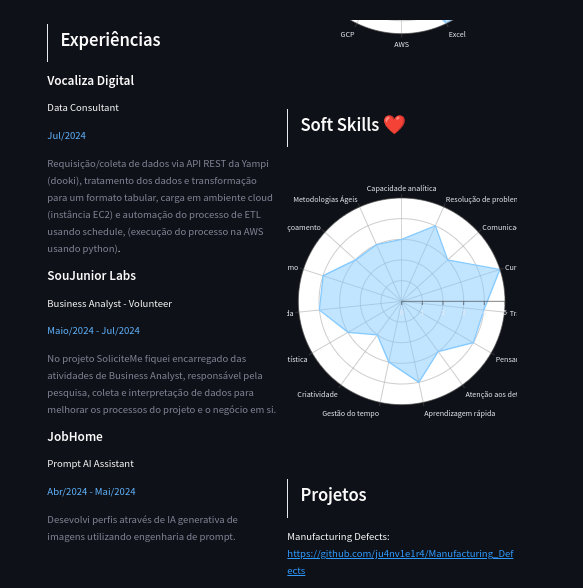 Experiências
Vocaliza Digital
Data Consultant
Jul/2024
Requisição/coleta de dados via API REST da Yampi
(dooki), tratamento dos dados e transformação
para um formato tabular, carga em ambiente cloud
(instância EC2) e automação do processo de ETL
usando schedule, (execução do processo na AWS
usando python).
SouJunior Labs
Business Analyst - Volunteer
Maio/2024 - Jul/2024
No projeto SoliciteMe fiquei encarregado das
atividades de Business Analyst, responsável pela
pesquisa, coleta e interpretação de dados para
melhorar os processos do projeto e o negócio em si.
JobHome
Prompt AI Assistant
Abr/2024 - Mai/2024
Desevolvi perfis através de IA generativa de
imagens utilizando engenharia de prompt.
GCP
AWS
Excel
Soft Skills ❤️
Capacidade analítica
Metodologias Ágeis
Resolução de problen
çoamento
Comunica
mo
Cur
da
Tr
tística
Pensar
Criatividade
Atenção aos det
Gestão do tempo
Aprendizagem rápida
Projetos
Manufacturing Defects:
https://github.com/ju4nv1e1r4/Manufacturing_Def
ects